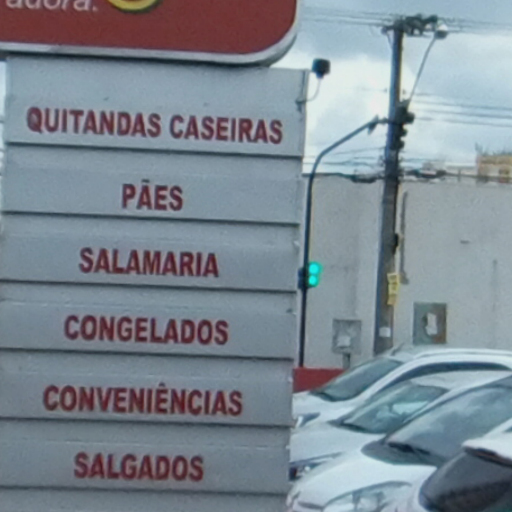 adora.
QUITANDAS CASEIRAS
PÃES
SALAMARIA
CONGELADOS
CONVENIÊNCIAS
SALGADOS